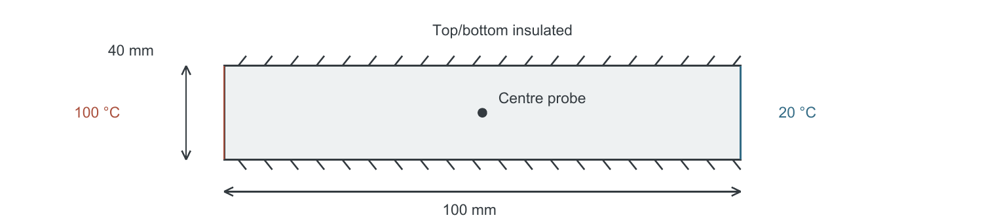 Top/bottom insulated
40 mm
Centre probe
100 °C
20 °C
100 mm